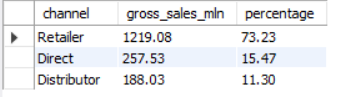 channel gross_sales_mln percentage
Retailer 1219.08 73.23
Direct 257.53 15.47
Distributor 188.03 11.30